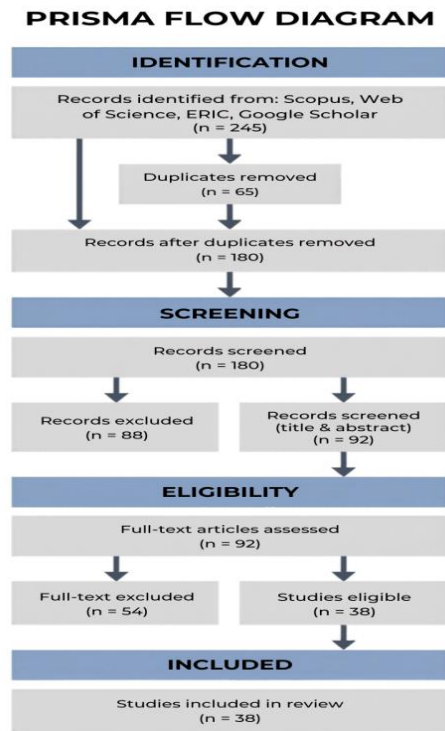 PRISMA FLOW DIAGRAM
IDENTIFICATION
Records identified from: Scopus, Web
of Science, ERIC, Google Scholar
(n = 245)
Duplicates removed
(n = 65)
Records after duplicates removed
(n = 180)
SCREENING
Records screened
(n = 180)
Records excluded
(n = 88)
Records screened
(title & abstract)
(n = 92)
ELIGIBILITY
Full-text articles assessed
(n = 92)
Full-text excluded
(n = 54)
Studies eligible
(n = 38)
INCLUDED
Studies included in review
(n = 38)